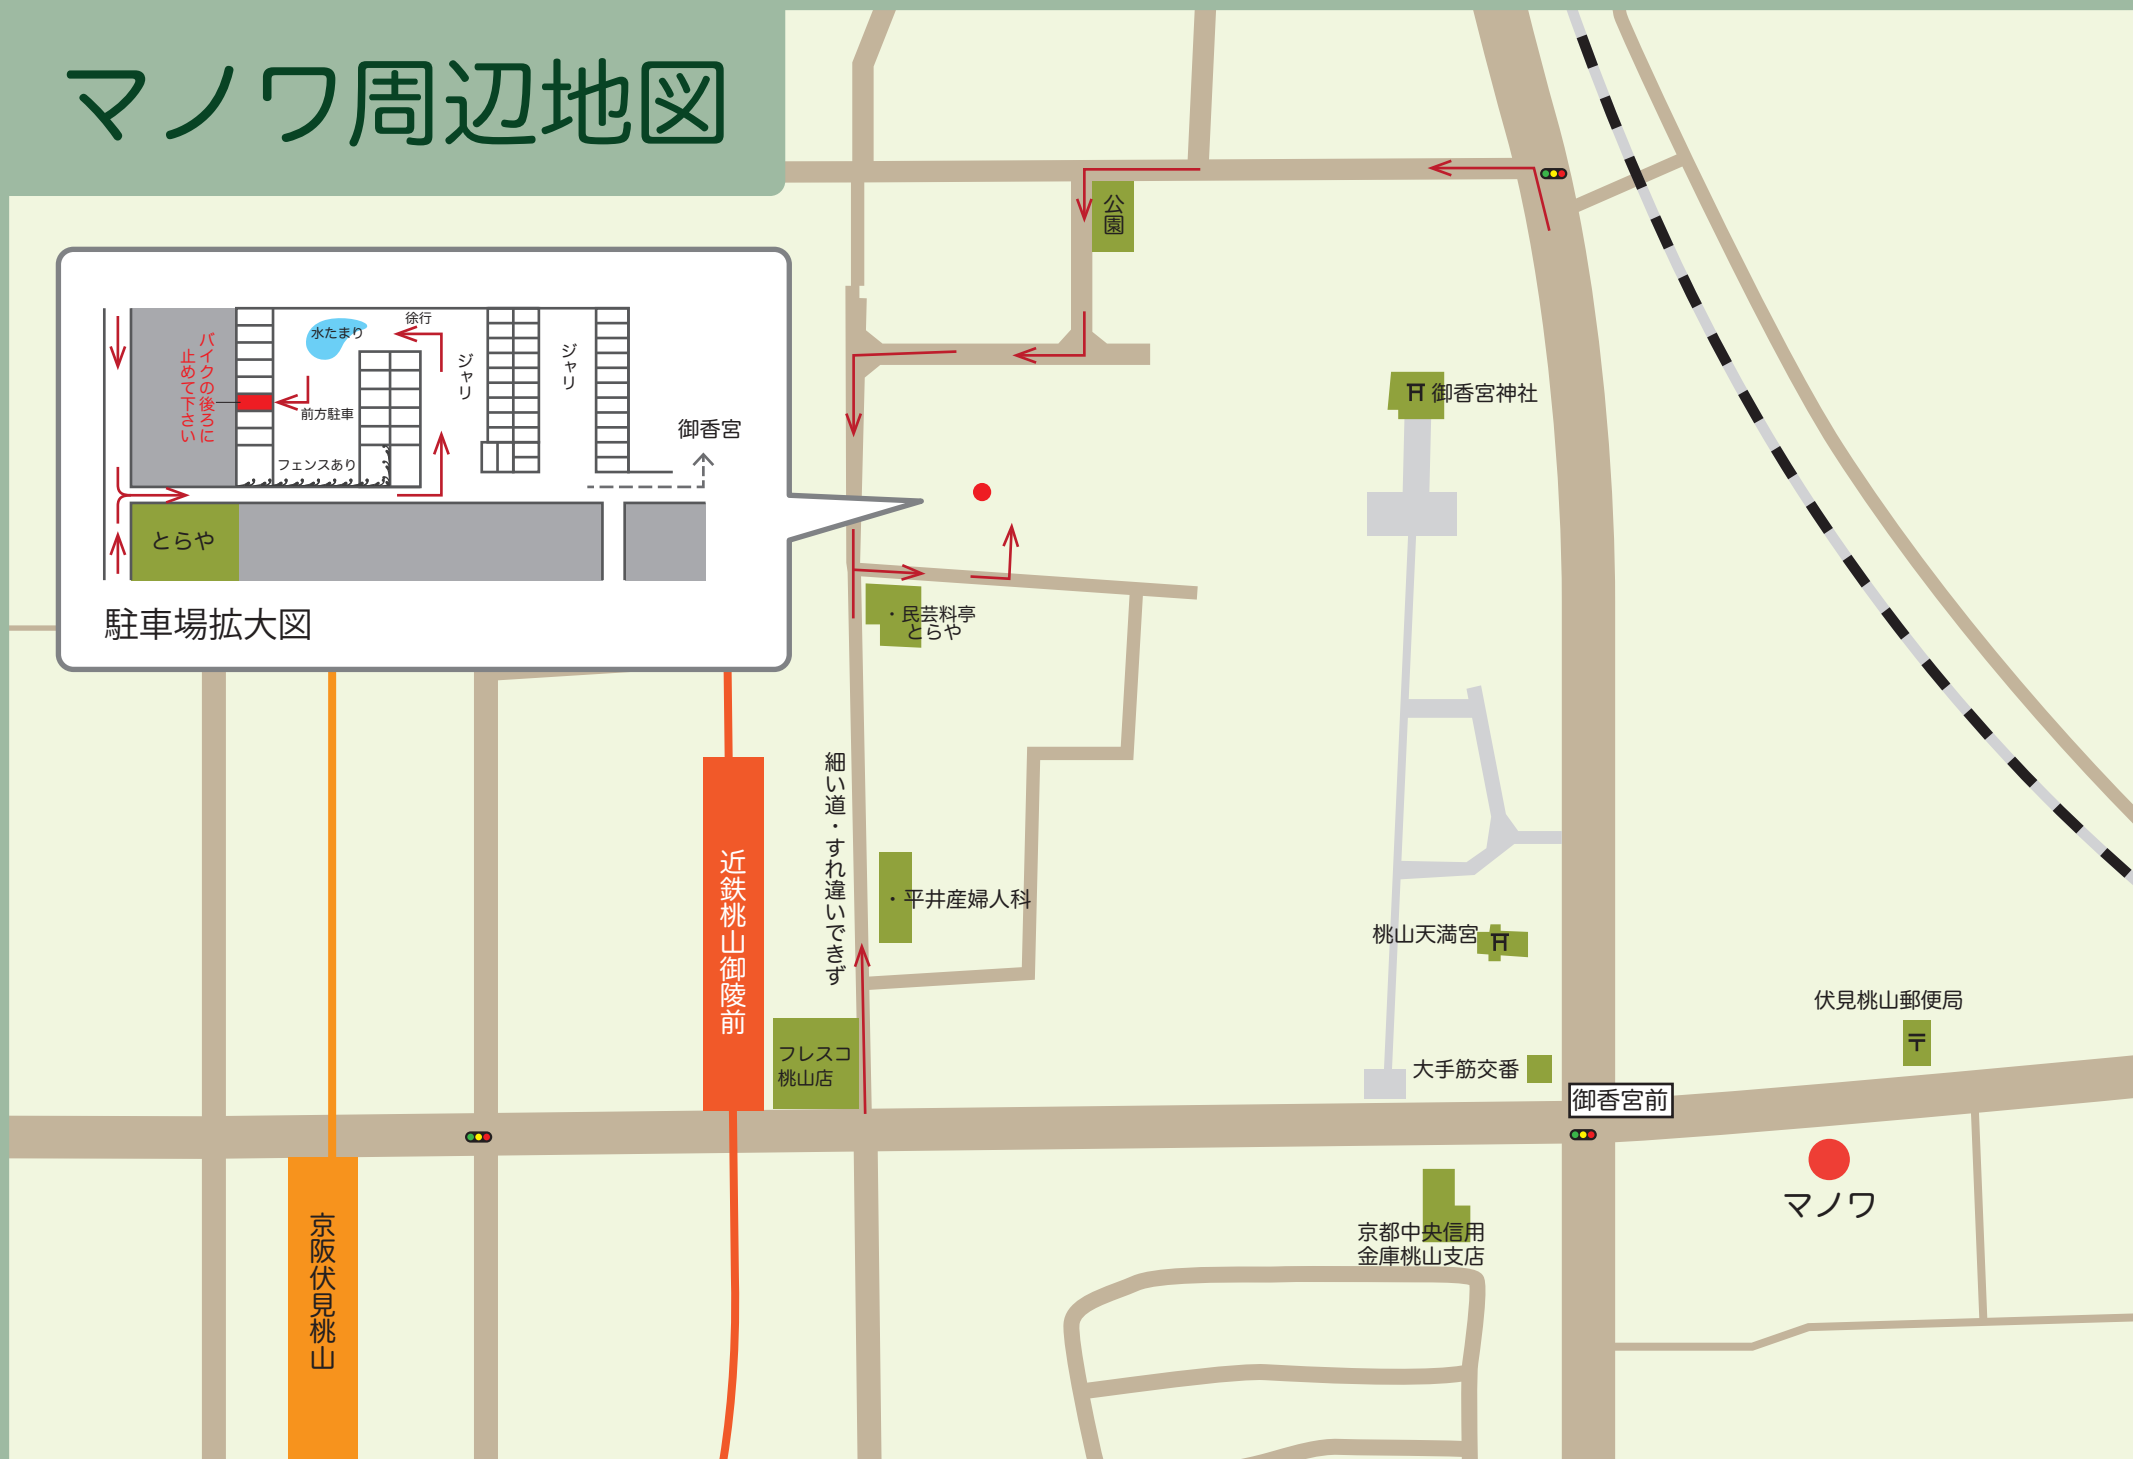 マノワ周辺地図
公園
徐行
水たまり
バイクの後ろに
止めて下さい
ジャリ
ジャリ
前方駐車
御香宮
フェンスあり
とらや
駐車場拡大図
御香宮神社
・民芸料亭
とらや
細い道・すれ違いできず
近鉄桃山御陵前
・平井産婦人科
桃山天満宮
伏見桃山郵便局
〒
フレスコ
桃山店
大手筋交番
御香宮前
マノワ
京阪伏見桃山
京都中央信用
金庫桃山支店